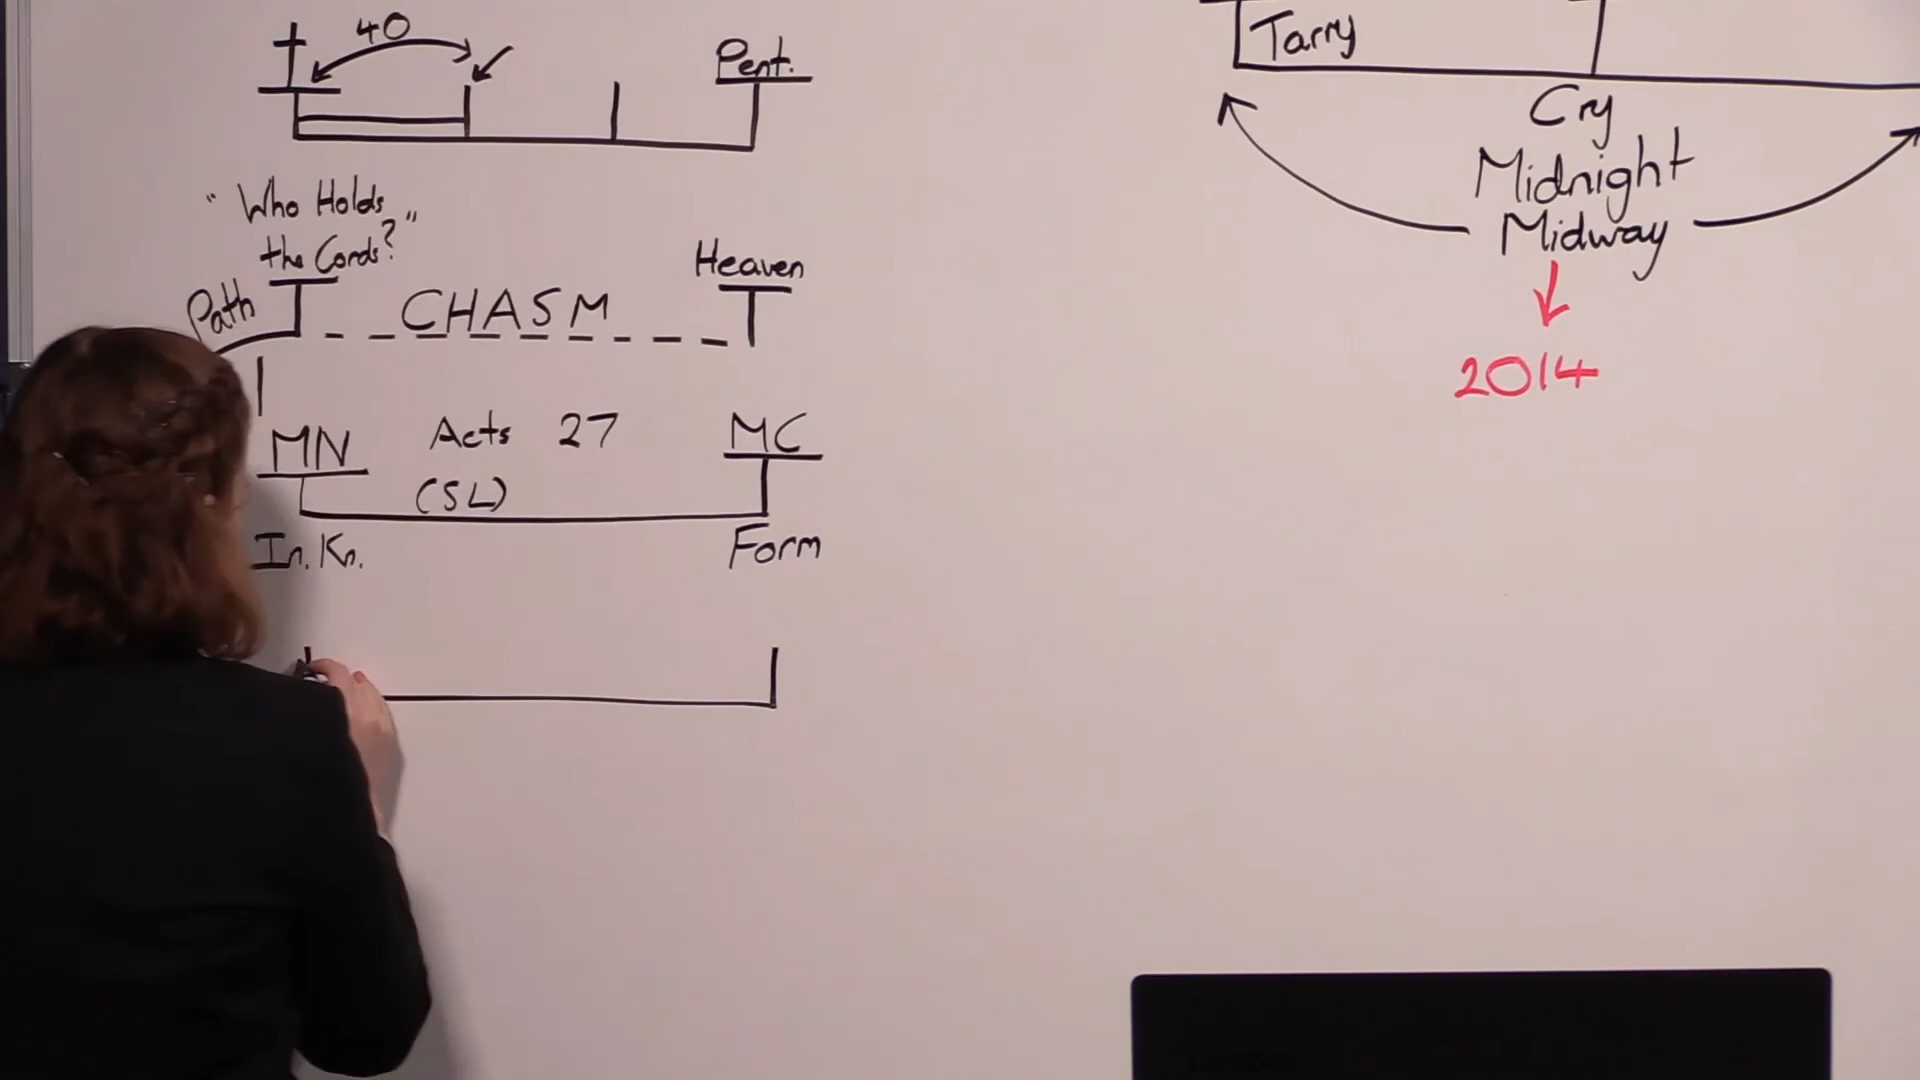 40
Pent.
"Who Holds
the Cords?"
Path
CHASM
Heaven
MN
Acts 27
MC
(SL)
In. Kn.
Form
Tarry
Cry
Midnight
Midway
2014